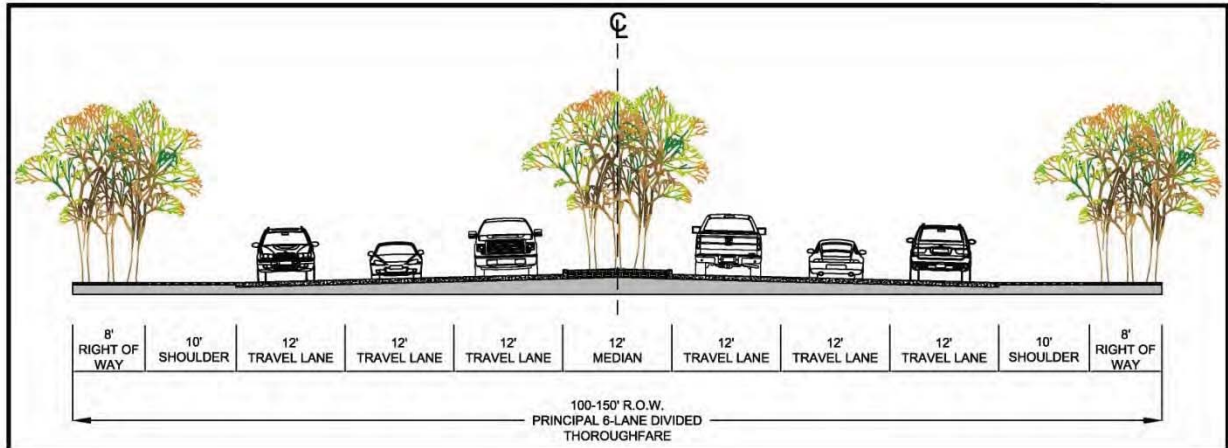 ℄
8'
RIGHT OF
WAY
10'
SHOULDER
12'
TRAVEL LANE
12'
TRAVEL LANE
12'
TRAVEL LANE
12'
MEDIAN
12'
TRAVEL LANE
12'
TRAVEL LANE
12'
TRAVEL LANE
10'
SHOULDER
8'
RIGHT OF
WAY
100-150' R.O.W.
PRINCIPAL 6-LANE DIVIDED
THOROUGHFARE